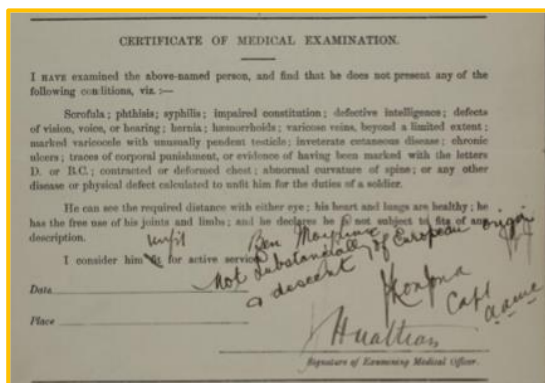 CERTIFICATE OF MEDICAL EXAMINATION.
I HAVE examined the above-named person, and find that he does not present any of the
following conditions, viz. :—
Scrofula ; phthisis ; syphilis ; impaired constitution ; defective intelligence ; defects
of vision, voice, or hearing ; hernia ; hæmorrhoids ; varicose veins, beyond a limited extent ;
marked varicocele with unusually pendent testicle ; inveterate cutaneous disease ; chronic
ulcers ; traces of corporal punishment, or evidence of having been marked with the letters
D. or B.C. ; contracted or deformed chest ; abnormal curvature of spine ; or any other
disease or physical defect calculated to unfit him for the duties of a soldier.
He can see the required distance with either eye ; his heart and lungs are healthy ; he
has the free use of his joints and limbs ; and he declares he is not subject to fits of any
description.
unfit Ben
I consider him fit for active service
not substantially of European origin
or descent
Date
Capt
aamc
Place
Signature of Examining Medical Officer.